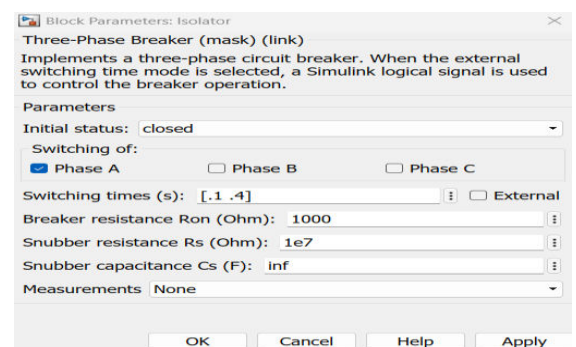 Block Parameters: Isolator
Three-Phase Breaker (mask) (link)
Implements a three-phase circuit breaker. When the external
switching time mode is selected, a Simulink logical signal is used
to control the breaker operation.
Parameters
Initial status: closed
Switching of:
Phase A Phase B Phase C
Switching times (s): [.1 .4] External
Breaker resistance Ron (Ohm): 1000
Snubber resistance Rs (Ohm): 1e7
Snubber capacitance Cs (F): inf
Measurements None
OK Cancel Help Apply